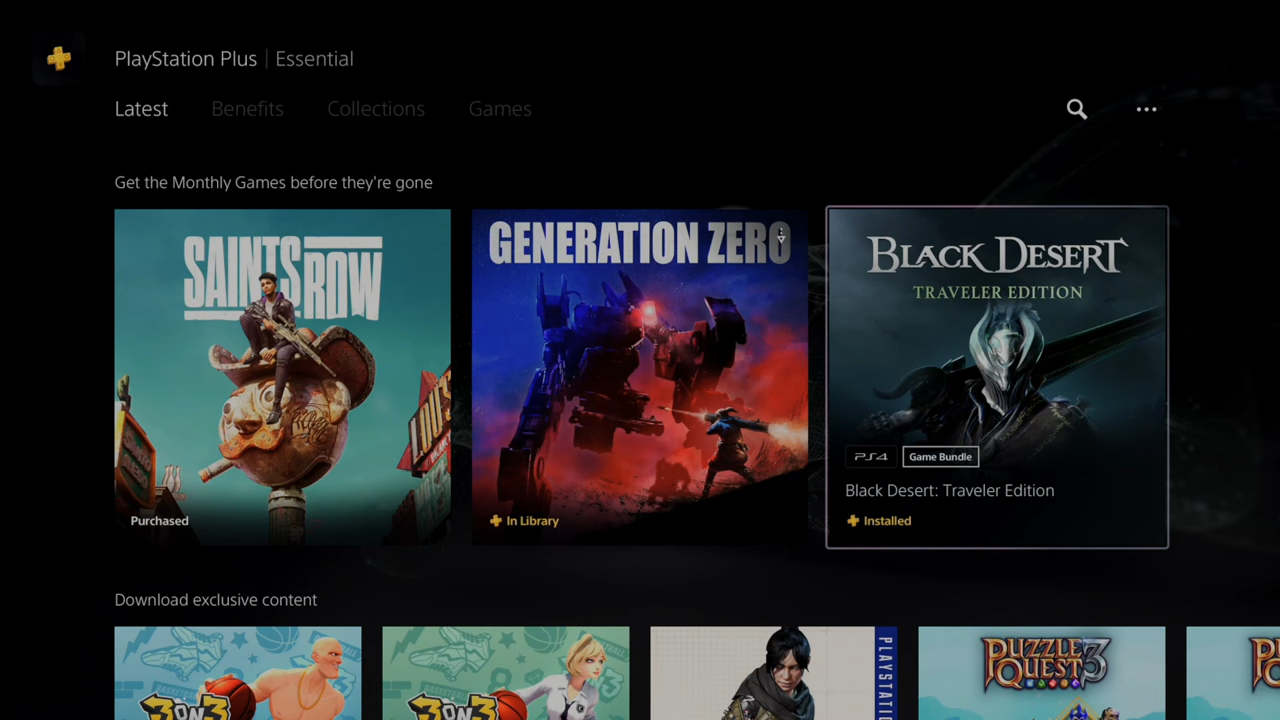 PlayStation Plus | Essential
Latest
Benefits
Collections
Games
Get the Monthly Games before they're gone
SAINTS ROW
GENERATION ZERO
BLACK DESERT
TRAVELER EDITION
PS4
Game Bundle
Black Desert: Traveler Edition
Purchased
In Library
Installed
Download exclusive content
3ON3
3ON3
PLAYSTATIO
PUZZLE
QUEST 3